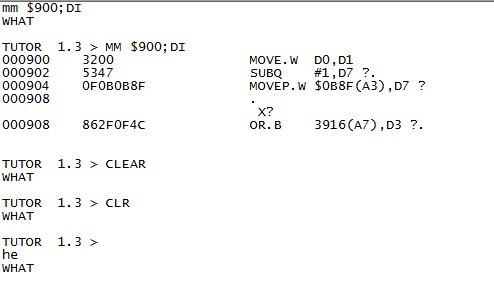 mm $900;DI
WHAT
TUTOR 1.3 > MM $900;DI
000900 3200 MOVE.W D0,D1
000902 5347 SUBQ #1,D7 ?.
000904 0F0B0B8F MOVEP.W $0B8F(A3),D7 ?
000908 .
X?
000908 862F0F4C OR.B 3916(A7),D3 ?.
TUTOR 1.3 > CLEAR
WHAT
TUTOR 1.3 > CLR
WHAT
TUTOR 1.3 >
he
WHAT